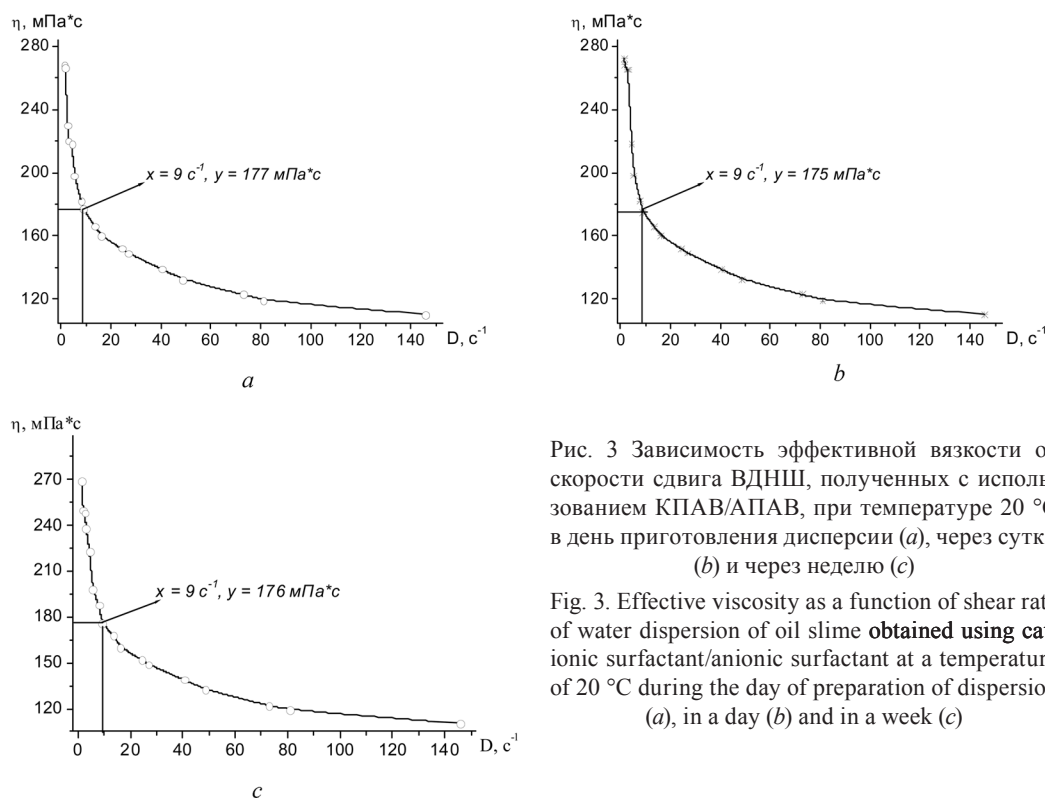 η, мПа*с
280
240
200
160
120
x = 9 с⁻¹, y = 177 мПа*с
0 20 40 60 80 100 120 140 D, с⁻¹
a
η, мПа*с
280
240
200
160
120
x = 9 с⁻¹, y = 175 мПа*с
0 20 40 60 80 100 120 140 D, с⁻¹
b
η, мПа*с
270
240
210
180
150
120
x = 9 с⁻¹, y = 176 мПа*с
0 20 40 60 80 100 120 140 D, с⁻¹
c
Рис. 3 Зависимость эффективной вязкости о
скорости сдвига ВДНШ, полученных с исполь
зованием КПАВ/АПАВ, при температуре 20 °С
в день приготовления дисперсии (a), через сутк
(b) и через неделю (c)
Fig. 3. Effective viscosity as a function of shear rat
of water dispersion of oil slime obtained using ca
ionic surfactant/anionic surfactant at a temperatur
of 20 °C during the day of preparation of dispersio
(a), in a day (b) and in a week (c)